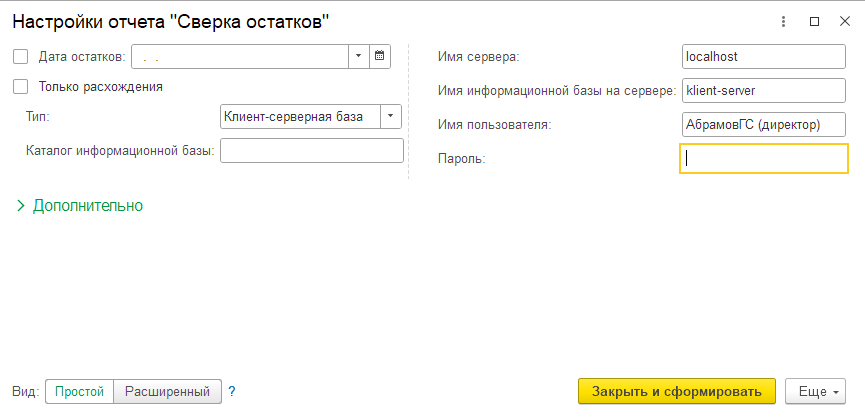 Настройки отчета "Сверка остатков"
Дата остатков: . .
Только расхождения
Тип: Клиент-серверная база
Каталог информационной базы:
Имя сервера: localhost
Имя информационной базы на сервере: klient-server
Имя пользователя: АбрамовГС (директор)
Пароль:
Дополнительно
Вид: Простой Расширенный ? Закрыть и сформировать Еще